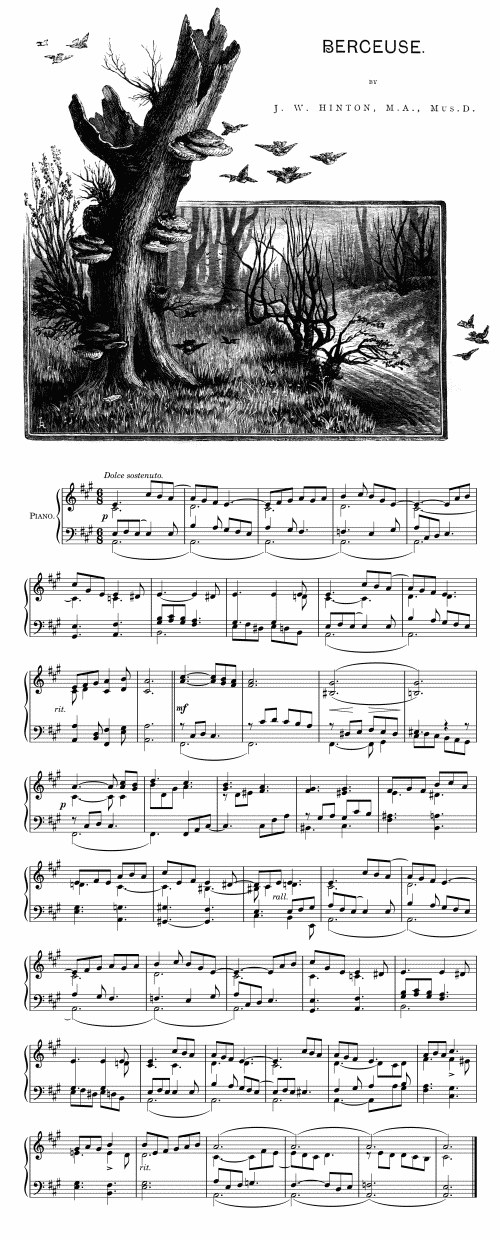 BERCEUSE.
BY
J. W. HINTON, M.A., Mus.D.
Dolce sostenuto.
PIANO.
p
rit.
mf
p
rall.
rit.